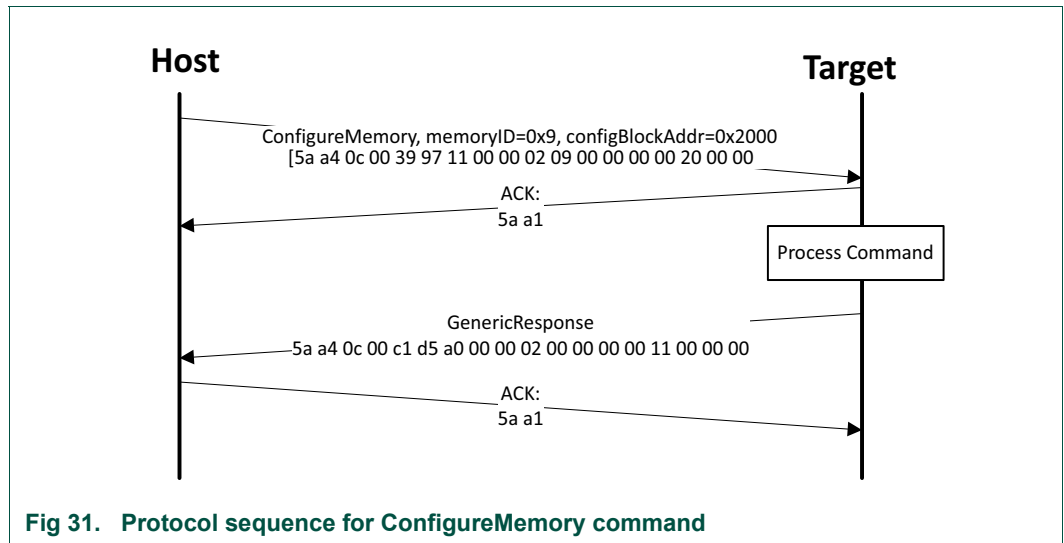 Host
Target
ConfigureMemory, memoryID=0x9, configBlockAddr=0x2000
[5a a4 0c 00 39 97 11 00 00 02 09 00 00 00 00 20 00 00
ACK:
5a a1
Process Command
GenericResponse
5a a4 0c 00 c1 d5 a0 00 00 02 00 00 00 00 11 00 00 00
ACK:
5a a1
Fig 31. Protocol sequence for ConfigureMemory command